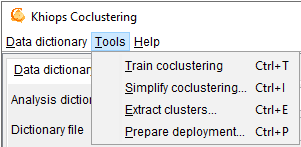 Khiops Coclustering
Data dictionary Tools Help
Data dictionary
Train coclustering Ctrl+T
Analysis dictio
Simplify coclustering... Ctrl+I
Extract clusters... Ctrl+E
Dictionary file
Prepare deployment... Ctrl+P